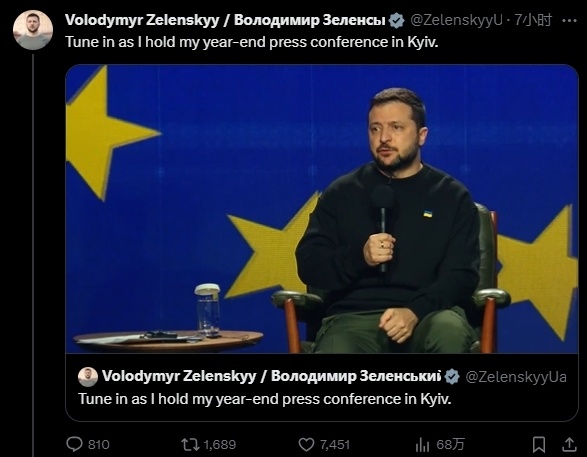 Volodymyr Zelenskyy / Володимир Зеленсы @ZelenskyyU · 7小时
Tune in as I hold my year-end press conference in Kyiv.
Volodymyr Zelenskyy / Володимир Зеленський @ZelenskyyUa
Tune in as I hold my year-end press conference in Kyiv.
810 1,689 7,451 68万